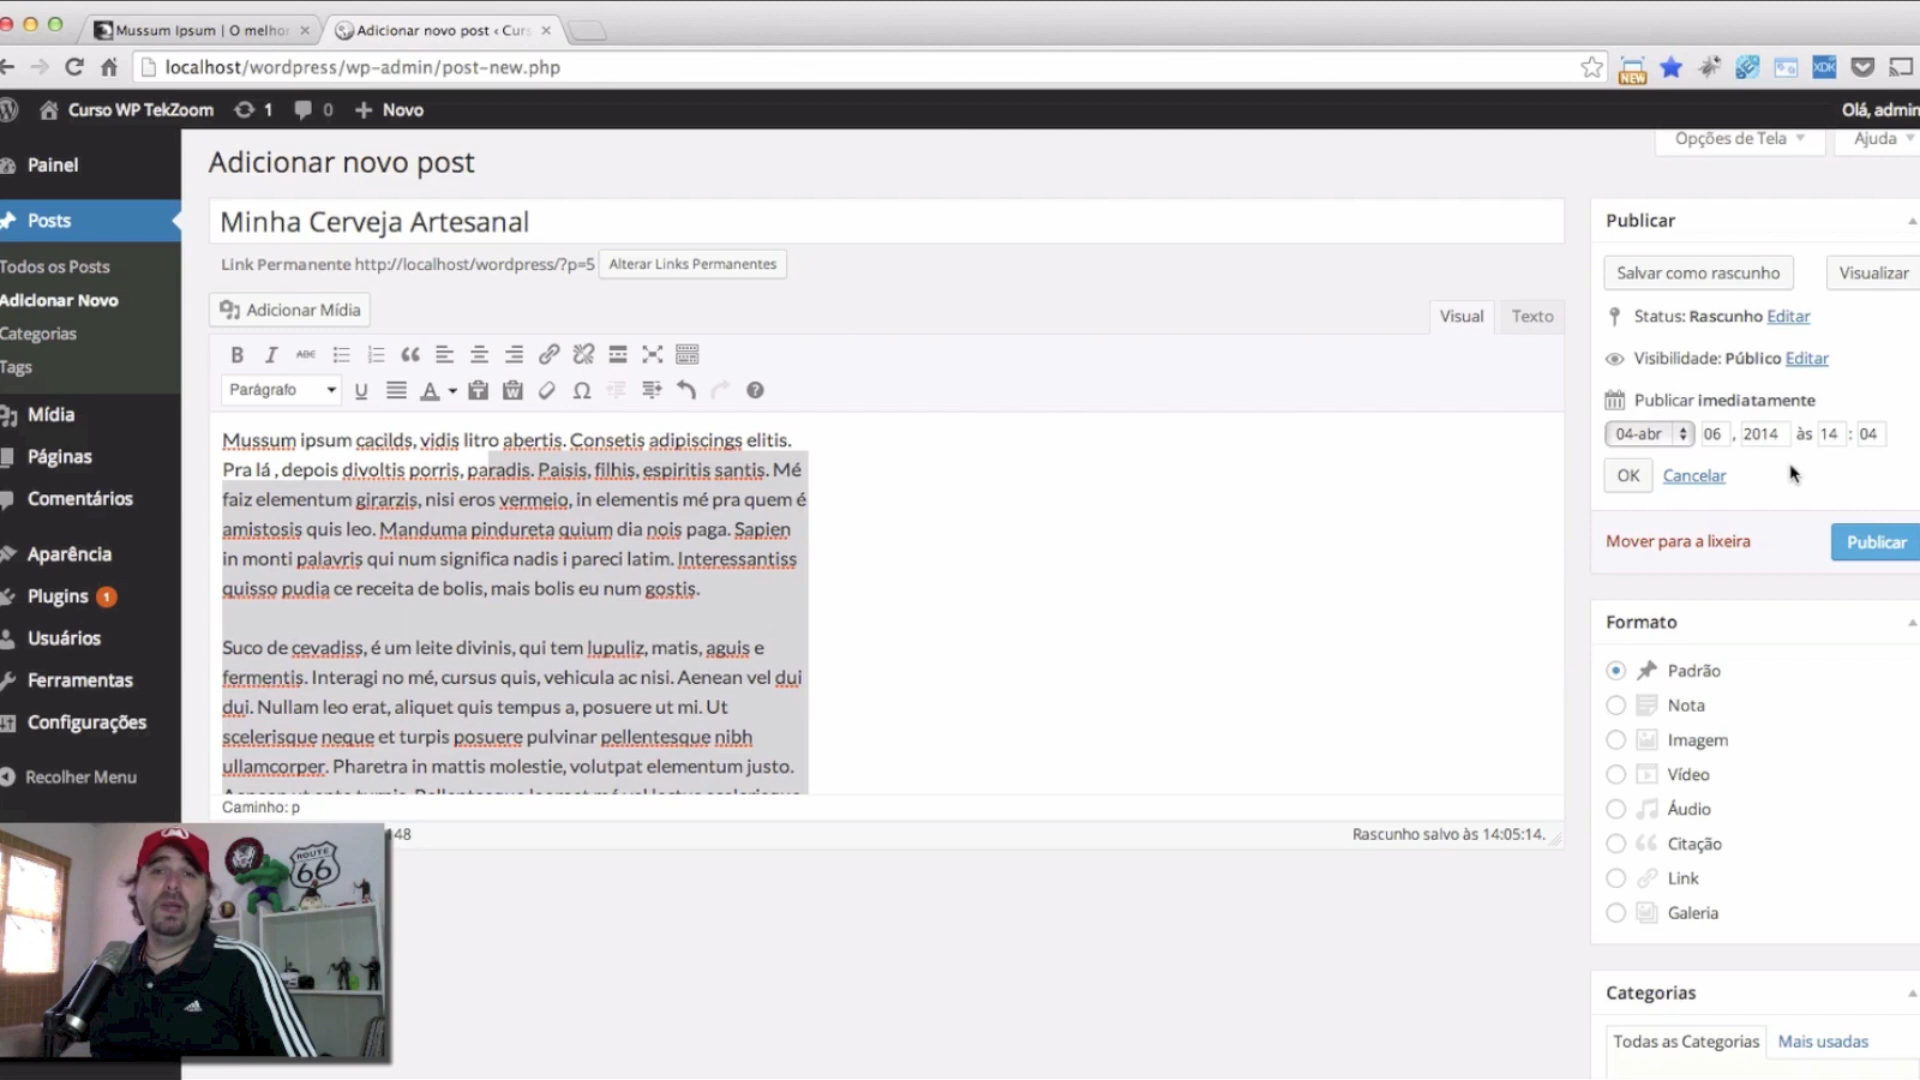 Mussum Ipsum | O melhor
Adicionar novo post ‹ Curs
localhost/wordpress/wp-admin/post-new.php
NEW
XDK
Curso WP TekZoom 1 0 + Novo
Olá, admin
Opções de Tela
Ajuda
Painel
Posts
Todos os Posts
Adicionar Novo
Categorias
Tags
Mídia
Páginas
Comentários
Aparência
Plugins 1
Usuários
Ferramentas
Configurações
Recolher Menu
Adicionar novo post
Minha Cerveja Artesanal
Link Permanente http://localhost/wordpress/?p=5 Alterar Links Permanentes
Adicionar Mídia
Visual Texto
B I ABC
Parágrafo U A T W Ω ?
Mussum ipsum cacilds, vidis litro abertis. Consetis adipiscings elitis.
Pra lá , depois divoltis porris, paradis. Paisis, filhis, espiritis santis. Mé
faiz elementum girarzis, nisi eros vermeio, in elementis mé pra quem é
amistosis quis leo. Manduma pindureta quium dia nois paga. Sapien
in monti palavris qui num significa nadis i pareci latim. Interessantiss
quisso pudia ce receita de bolis, mais bolis eu num gostis.
Suco de cevadiss, é um leite divinis, qui tem lupuliz, matis, aguis e
fermentis. Interagi no mé, cursus quis, vehicula ac nisi. Aenean vel dui
dui. Nullam leo erat, aliquet quis tempus a, posuere ut mi. Ut
scelerisque neque et turpis posuere pulvinar pellentesque nibh
ullamcorper. Pharetra in mattis molestie, volutpat elementum justo.
Caminho: p
48
Rascunho salvo às 14:05:14.
Publicar
Salvar como rascunho
Visualizar
Status: Rascunho Editar
Visibilidade: Público Editar
Publicar imediatamente
04-abr 06 , 2014 às 14 : 04
OK Cancelar
Mover para a lixeira
Publicar
Formato
Padrão
Nota
Imagem
Vídeo
Áudio
Citação
Link
Galeria
Categorias
Todas as Categorias Mais usadas
ROUTE
66